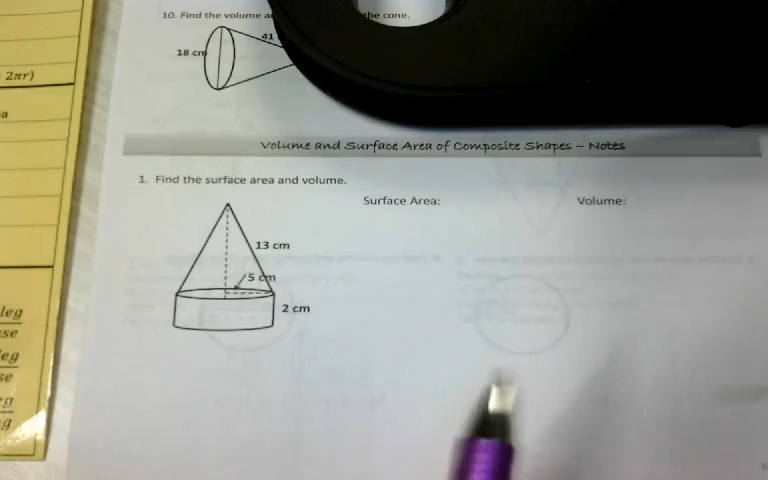 10. Find the volume the cone.
41
18 cm
2πr)
Volume and Surface Area of Composite Shapes – Notes
1. Find the surface area and volume.
Surface Area:
Volume:
13 cm
5 cm
2 cm
leg
se
leg
se
g
g